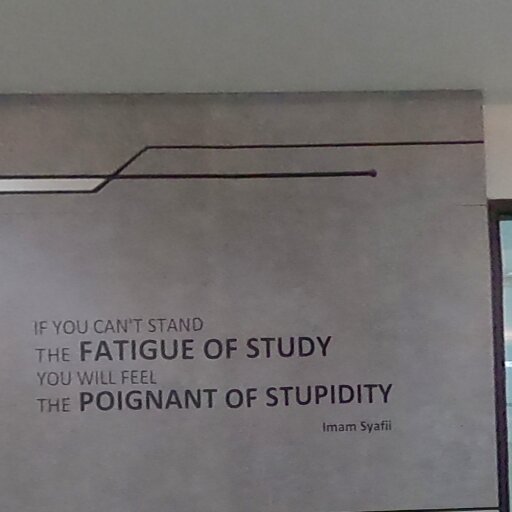 IF YOU CAN'T STAND
THE FATIGUE OF STUDY
YOU WILL FEEL
THE POIGNANT OF STUPIDITY
Imam Syafii